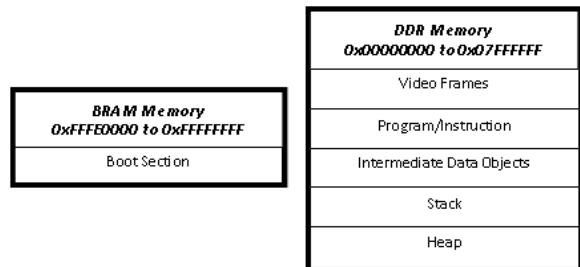 BRAM Memory
0xFFFE0000 to 0xFFFFFFFF
Boot Section
DDR Memory
0x00000000 to 0x07FFFFFF
Video Frames
Program/Instruction
Intermediate Data Objects
Stack
Heap